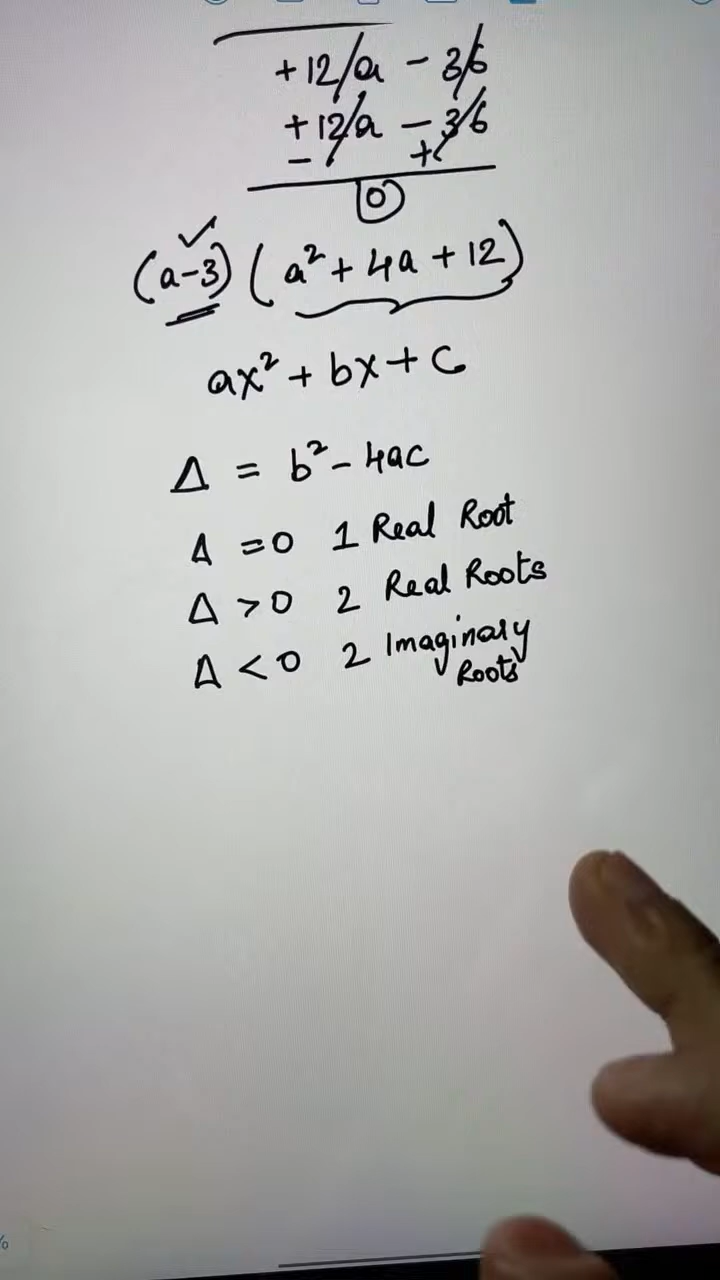 +12a - 36
+12a - 36
- +
0
(a-3) (a² + 4a + 12)
ax² + bx + c
Δ = b² - 4ac
Δ = 0 1 Real Root
Δ > 0 2 Real Roots
Δ < 0 2 Imaginary
Roots
%